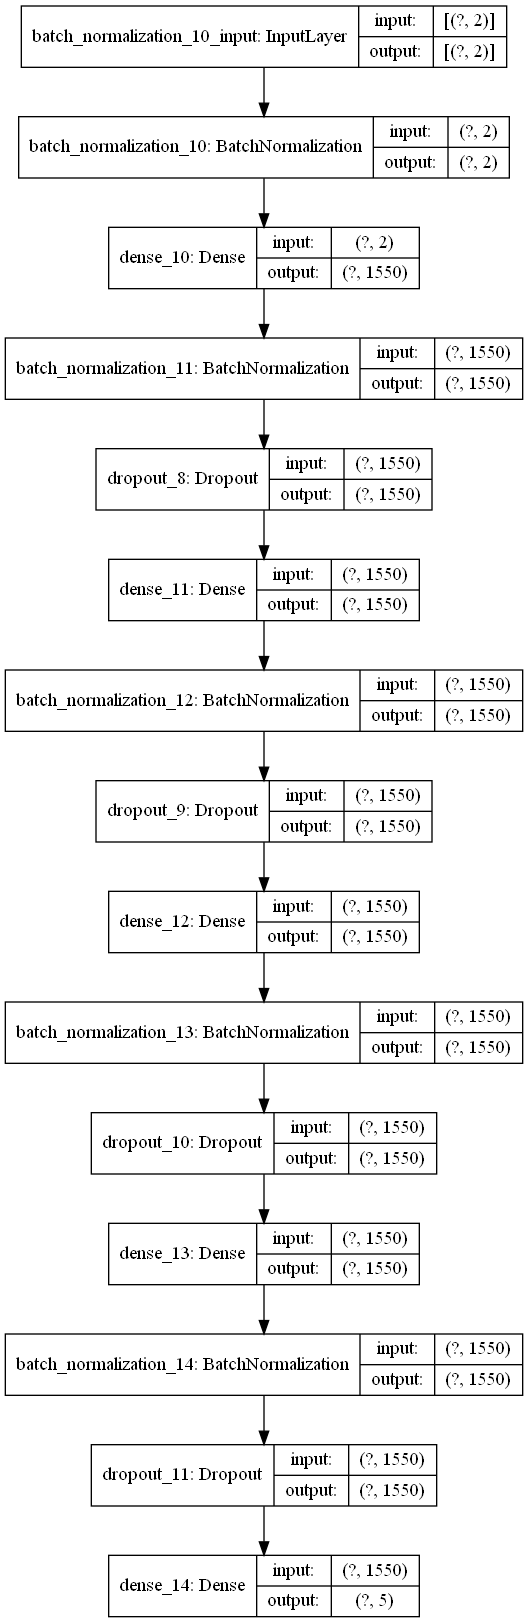 batch_normalization_10_input: InputLayer
input: [(?, 2)]
output: [(?, 2)]
batch_normalization_10: BatchNormalization
input: (?, 2)
output: (?, 2)
dense_10: Dense
input: (?, 2)
output: (?, 1550)
batch_normalization_11: BatchNormalization
input: (?, 1550)
output: (?, 1550)
dropout_8: Dropout
input: (?, 1550)
output: (?, 1550)
dense_11: Dense
input: (?, 1550)
output: (?, 1550)
batch_normalization_12: BatchNormalization
input: (?, 1550)
output: (?, 1550)
dropout_9: Dropout
input: (?, 1550)
output: (?, 1550)
dense_12: Dense
input: (?, 1550)
output: (?, 1550)
batch_normalization_13: BatchNormalization
input: (?, 1550)
output: (?, 1550)
dropout_10: Dropout
input: (?, 1550)
output: (?, 1550)
dense_13: Dense
input: (?, 1550)
output: (?, 1550)
batch_normalization_14: BatchNormalization
input: (?, 1550)
output: (?, 1550)
dropout_11: Dropout
input: (?, 1550)
output: (?, 1550)
dense_14: Dense
input: (?, 1550)
output: (?, 5)